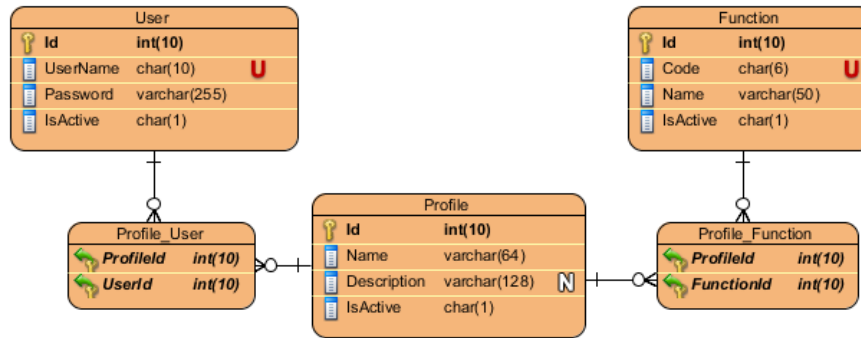 User
Id int(10)
UserName char(10) U
Password varchar(255)
IsActive char(1)
Function
Id int(10)
Code char(6) U
Name varchar(50)
IsActive char(1)
Profile_User
ProfileId int(10)
UserId int(10)
Profile
Id int(10)
Name varchar(64)
Description varchar(128) N
IsActive char(1)
Profile_Function
ProfileId int(10)
FunctionId int(10)